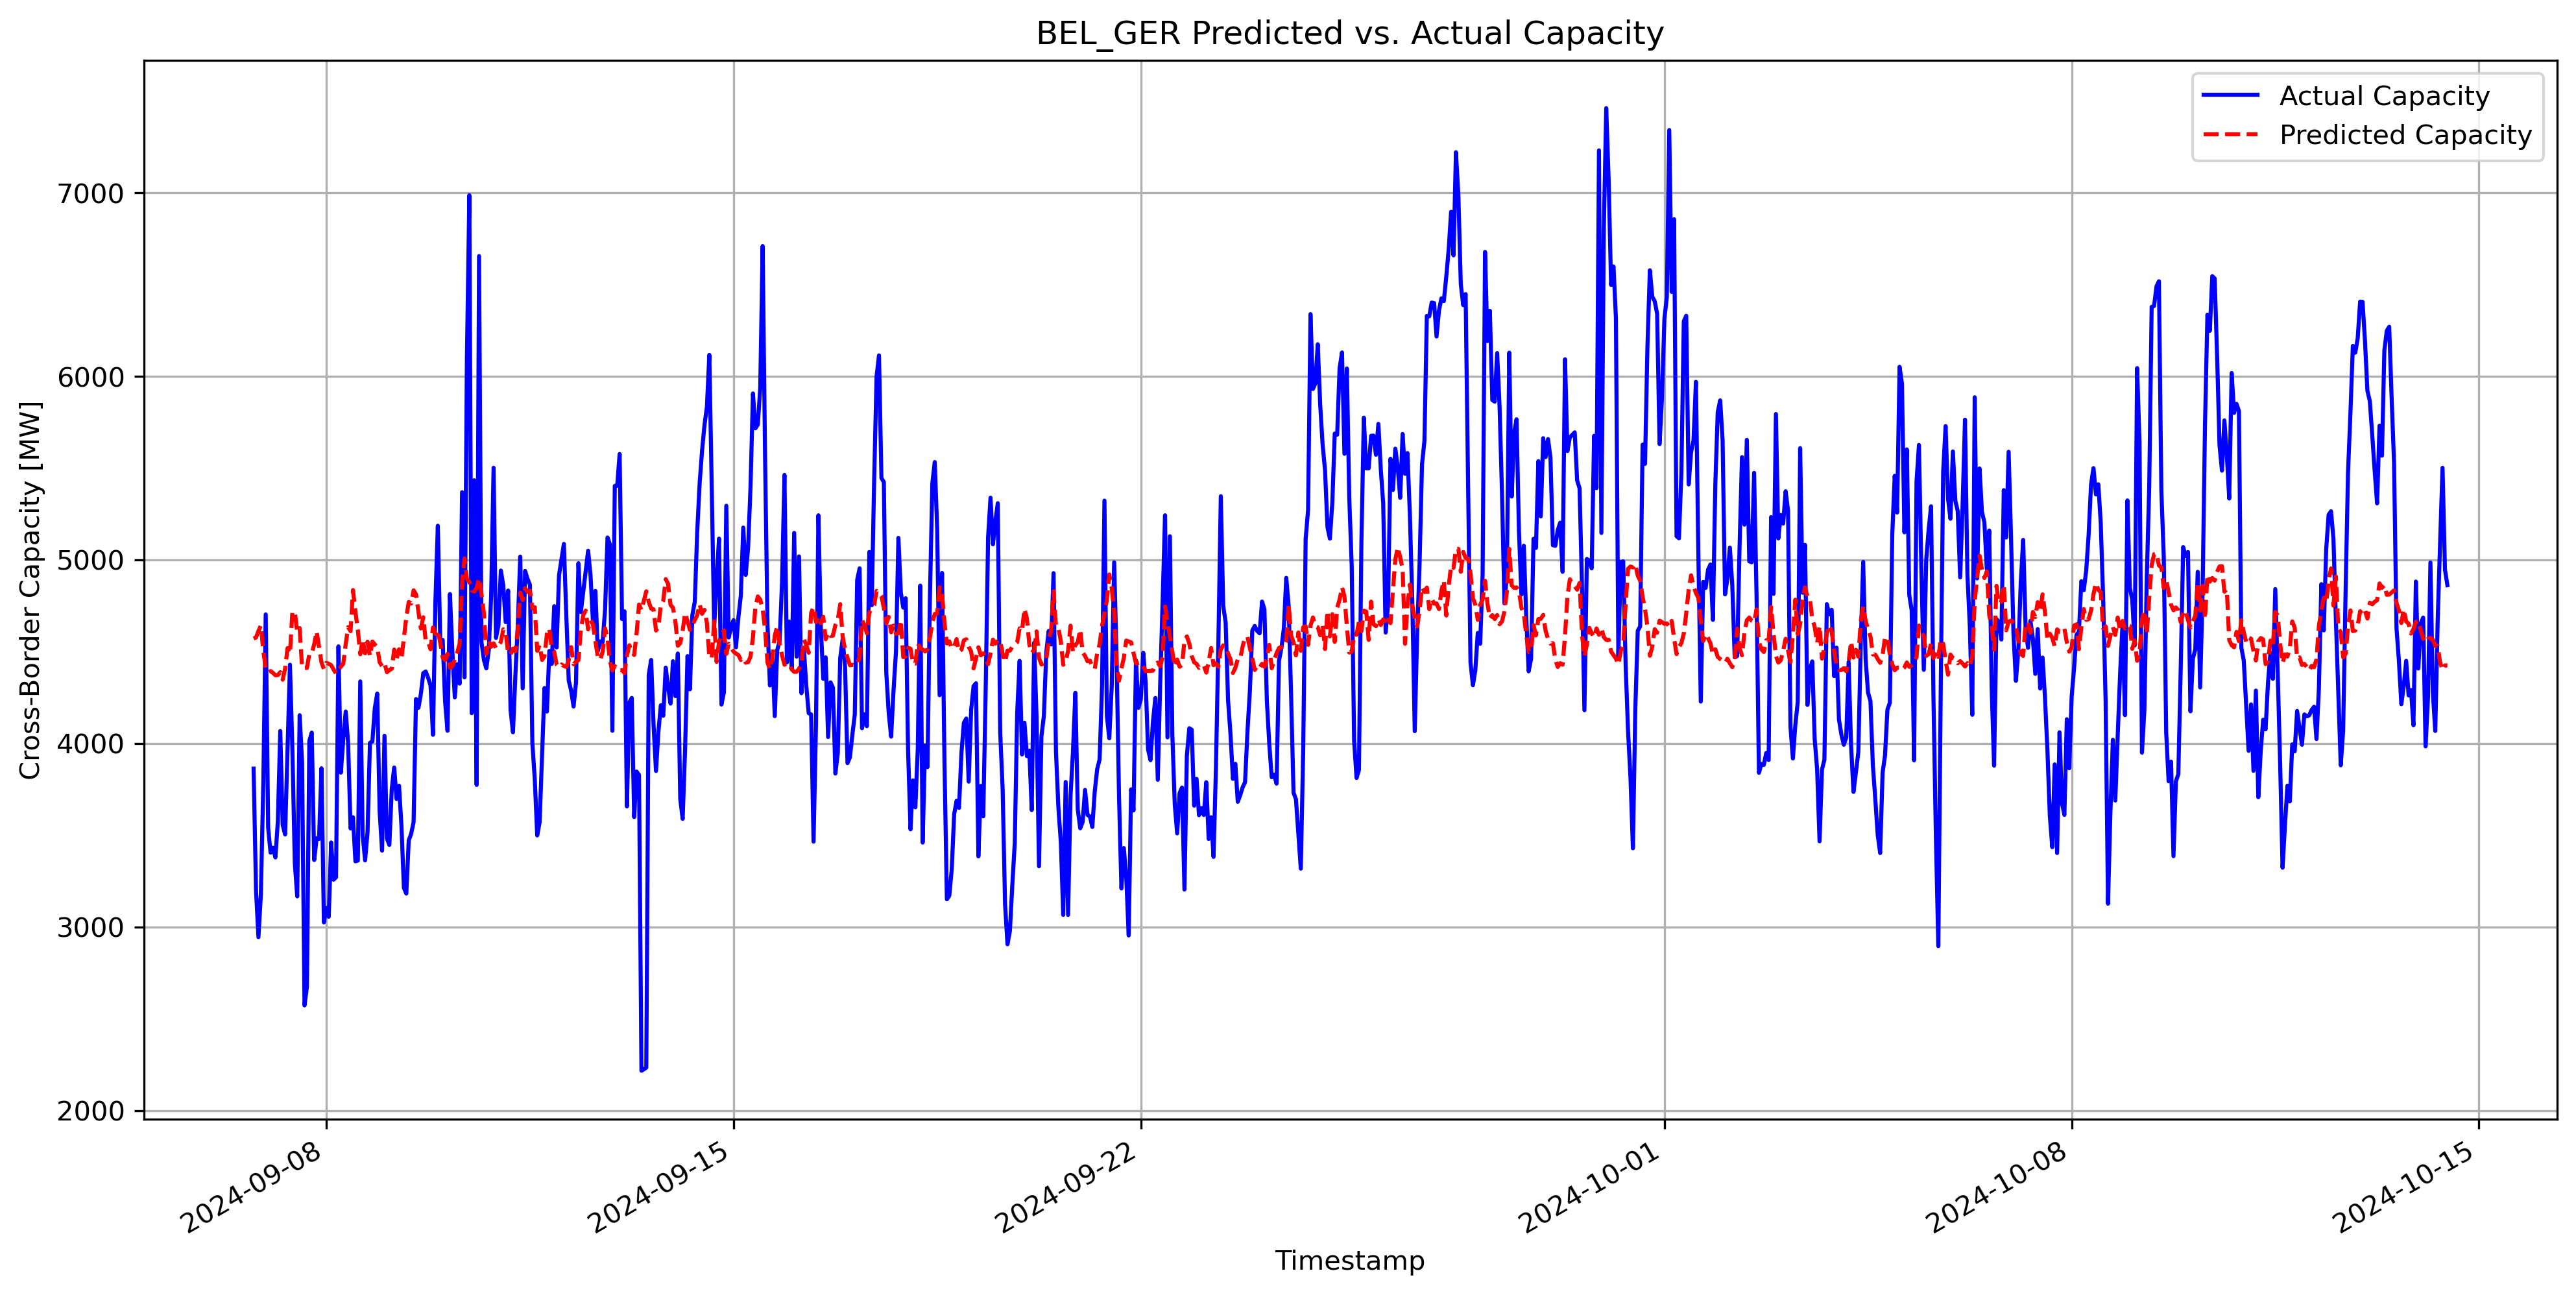 BEL_GER Predicted vs. Actual Capacity
Actual Capacity
Predicted Capacity
Cross-Border Capacity [MW]
7000
6000
5000
4000
3000
2000
2024-09-08
2024-09-15
2024-09-22
2024-10-01
2024-10-08
2024-10-15
Timestamp